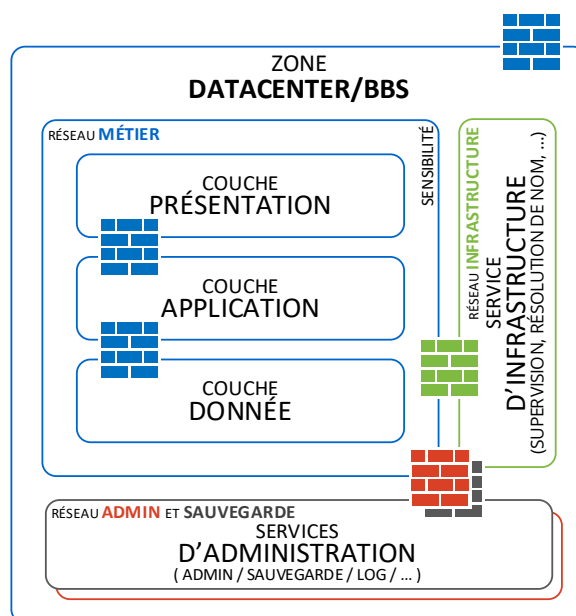 ZONE
DATACENTER/BBS
RÉSEAU MÉTIER
SENSIBILITÉ
COUCHE
PRÉSENTATION
COUCHE
APPLICATION
COUCHE
DONNÉE
RÉSEAU INFRASTRUCTURE
SERVICE
D'INFRASTRUCTURE
(SUPERVISION, RÉSOLUTION DE NOM, ...)
RÉSEAU ADMIN ET SAUVEGARDE
SERVICES
D'ADMINISTRATION
( ADMIN / SAUVEGARDE / LOG / ... )